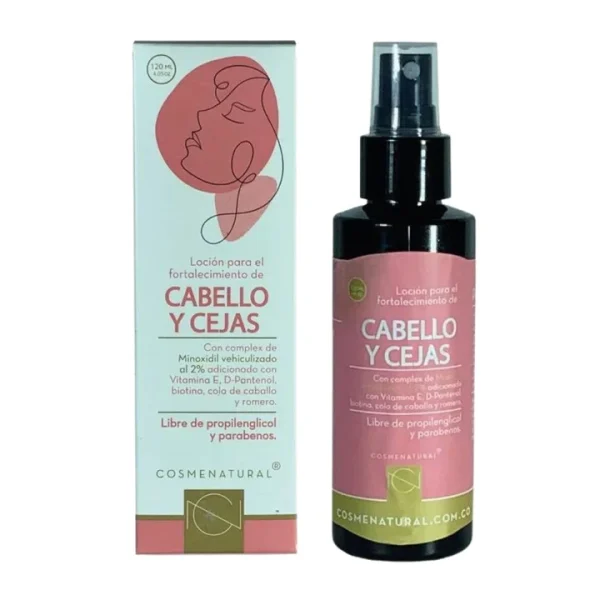 120 ML
Loción para el
fortalecimiento de
CABELLO
Y CEJAS
Con complex de
Minoxidil vehiculizado
al 2% adicionado con
Vitamina E, D-Pantenol,
biotina, cola de caballo
y romero.
Libre de propilenglicol
y parabenos.
COSMENATURAL®
Loción para el
fortalecimiento de
CABELLO
Y CEJAS
Con complex de
adicionado
con Vitamina E, D-Pantenol,
biotina, cola de caballo y romero.
Libre de propilenglicol
y parabenos.
COSMENATURAL®
COSMENATURAL.COM.CO